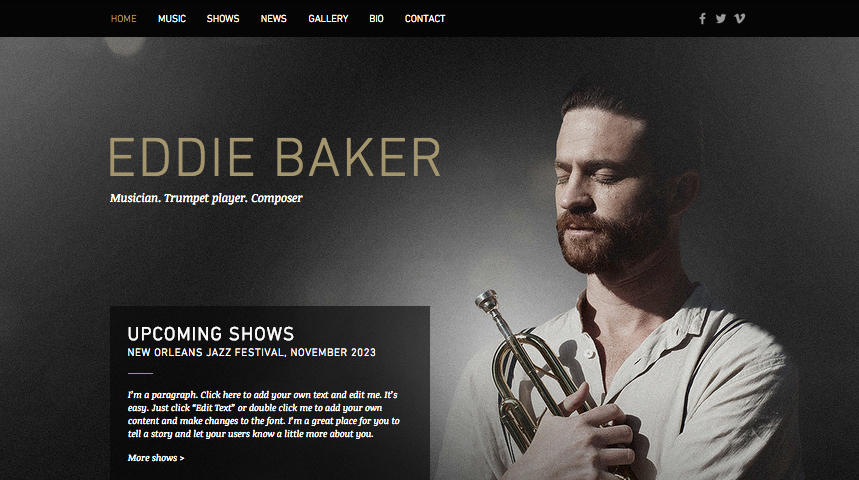 HOME MUSIC SHOWS NEWS GALLERY BIO CONTACT
EDDIE BAKER
Musician. Trumpet player. Composer
UPCOMING SHOWS
NEW ORLEANS JAZZ FESTIVAL, NOVEMBER 2023
I'm a paragraph. Click here to add your own text and edit me. It's
easy. Just click "Edit Text" or double click me to add your own
content and make changes to the font. I'm a great place for you to
tell a story and let your users know a little more about you.
More shows >